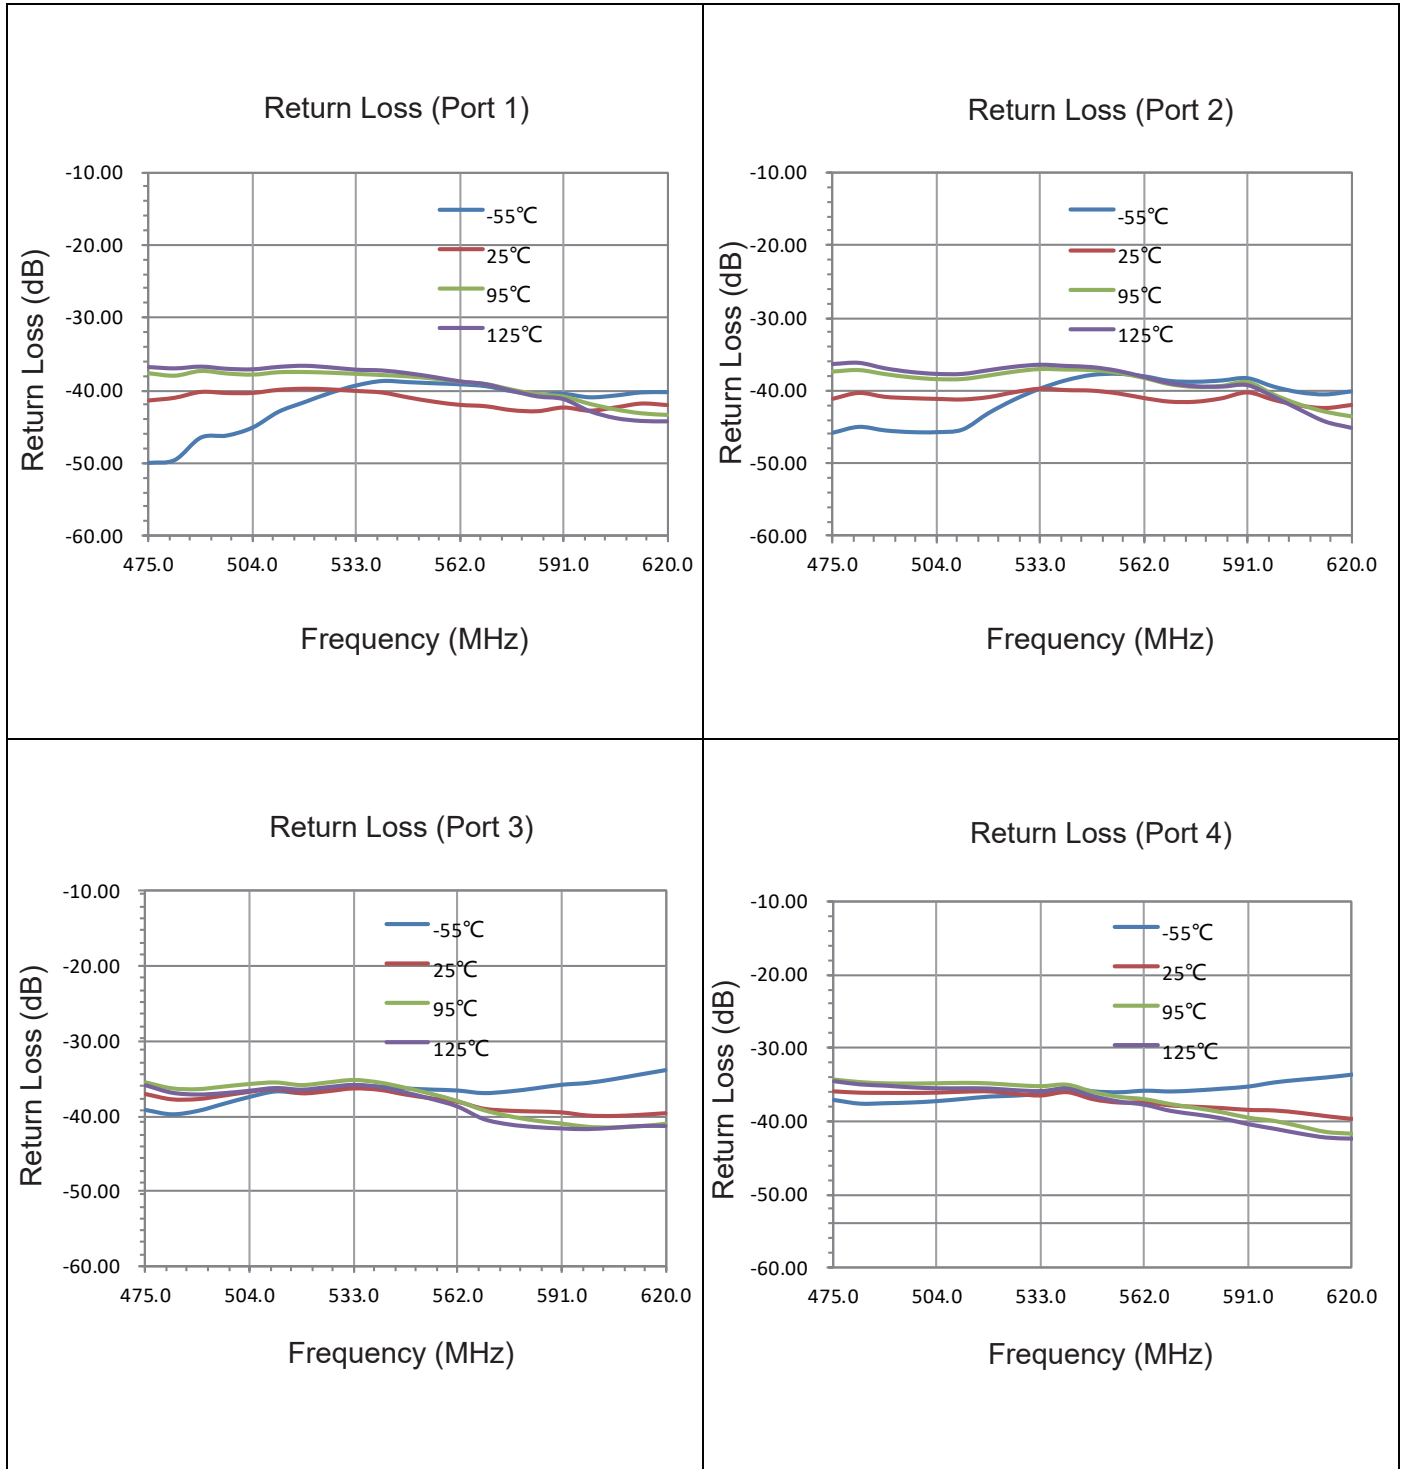 Return Loss (Port 1)
Return Loss (dB)
-10.00
-20.00
-30.00
-40.00
-50.00
-60.00
-55℃
25℃
95℃
125℃
475.0 504.0 533.0 562.0 591.0 620.0
Frequency (MHz)
Return Loss (Port 2)
Return Loss (dB)
-10.00
-20.00
-30.00
-40.00
-50.00
-60.00
-55℃
25℃
95℃
125℃
475.0 504.0 533.0 562.0 591.0 620.0
Frequency (MHz)
Return Loss (Port 3)
Return Loss (dB)
-10.00
-20.00
-30.00
-40.00
-50.00
-60.00
-55℃
25℃
95℃
125℃
475.0 504.0 533.0 562.0 591.0 620.0
Frequency (MHz)
Return Loss (Port 4)
Return Loss (dB)
-10.00
-20.00
-30.00
-40.00
-50.00
-60.00
-55℃
25℃
95℃
125℃
475.0 504.0 533.0 562.0 591.0 620.0
Frequency (MHz)